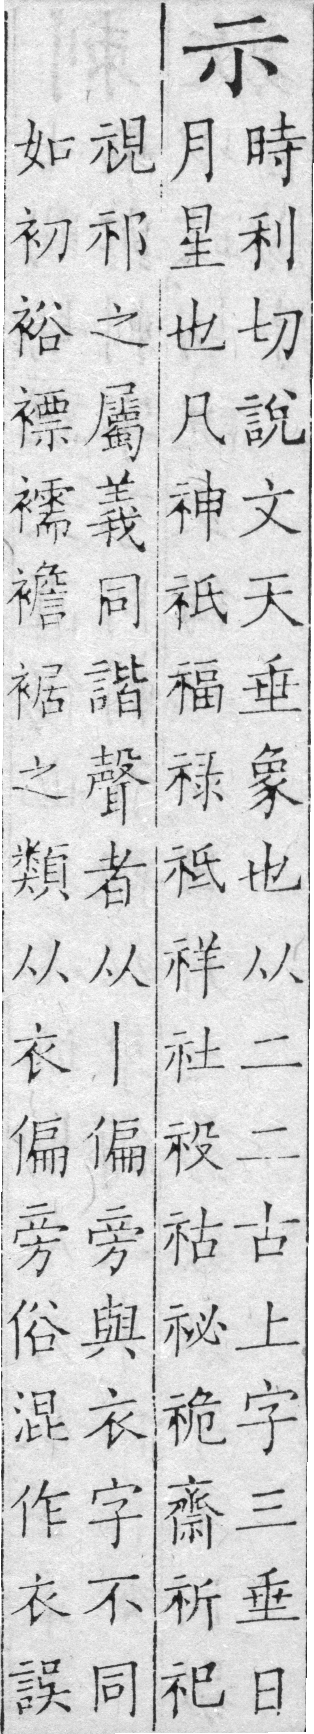 示
時利切說文天垂象也从二二古上字三垂日
月星也凡神祇福祿祗祥社祋祜祕祪齋祈祀
視祁之屬義同諧聲者从丨偏旁與衣字不同
如初裕褾襦襜裾之類从衣偏旁俗混作衣誤